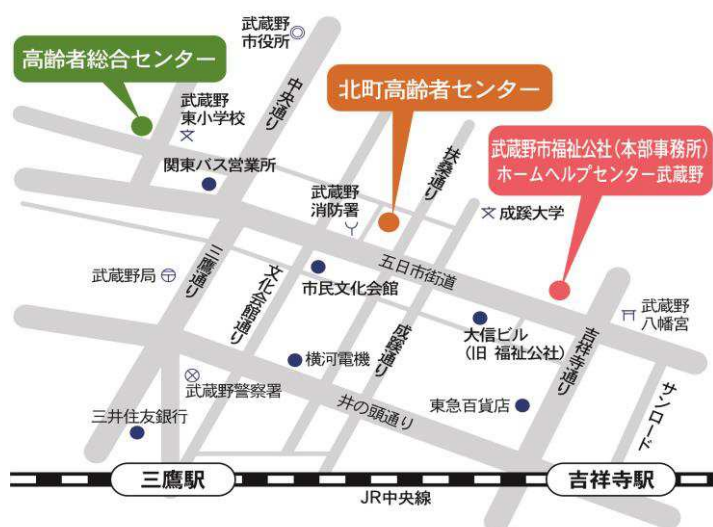 武蔵野
市役所
高齢者総合センター
中央通り
武蔵野
東小学校
北町高齢者センター
扶桑通り
武蔵野市福祉公社（本部事務所）
ホームヘルプセンター武蔵野
関東バス営業所
武蔵野
消防署
成蹊大学
三鷹通り
武蔵野局
文化会館通り
市民文化会館
五日市街道
成蹊通り
大信ビル
（旧 福祉公社）
吉祥寺通り
武蔵野
八幡宮
横河電機
武蔵野警察署
井の頭通り
東急百貨店
サンロード
三井住友銀行
三鷹駅
吉祥寺駅
JR中央線